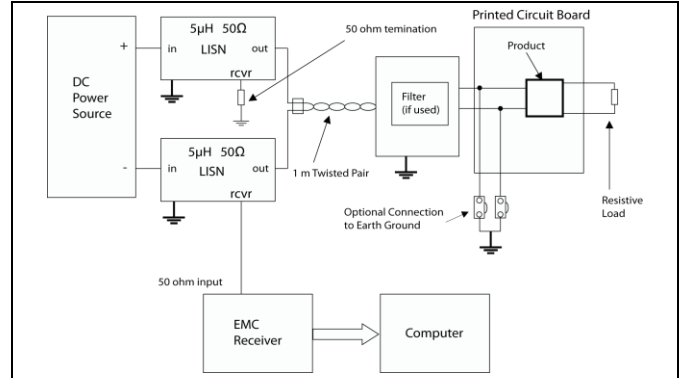 Printed Circuit Board
5µH 50Ω
in
out
LISN
rcvr
50 ohm temination
Product
+
DC
Power
Source
-
Filter
(if used)
5µH 50Ω
in
out
LISN
rcvr
1 m Twisted Pair
Optional Connection
to Earth Ground
Resistive
Load
50 ohm input
EMC
Receiver
Computer